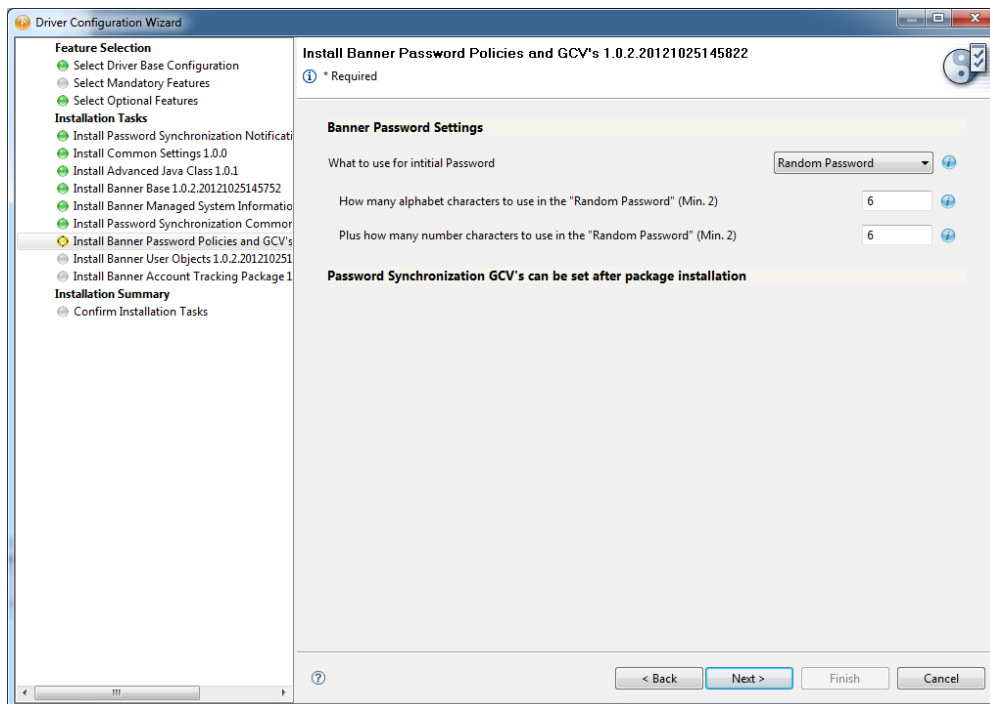 Driver Configuration Wizard
Feature Selection
Select Driver Base Configuration
Select Mandatory Features
Select Optional Features
Installation Tasks
Install Password Synchronization Notificati
Install Common Settings 1.0.0
Install Advanced Java Class 1.0.1
Install Banner Base 1.0.2.20121025145752
Install Banner Managed System Informatio
Install Password Synchronization Commor
Install Banner Password Policies and GCV's
Install Banner User Objects 1.0.2.201210251
Install Banner Account Tracking Package 1
Installation Summary
Confirm Installation Tasks
Install Banner Password Policies and GCV's 1.0.2.20121025145822
* Required
Banner Password Settings
What to use for intitial Password Random Password
How many alphabet characters to use in the "Random Password" (Min. 2) 6
Plus how many number characters to use in the "Random Password" (Min. 2) 6
Password Synchronization GCV's can be set after package installation
< Back Next > Finish Cancel